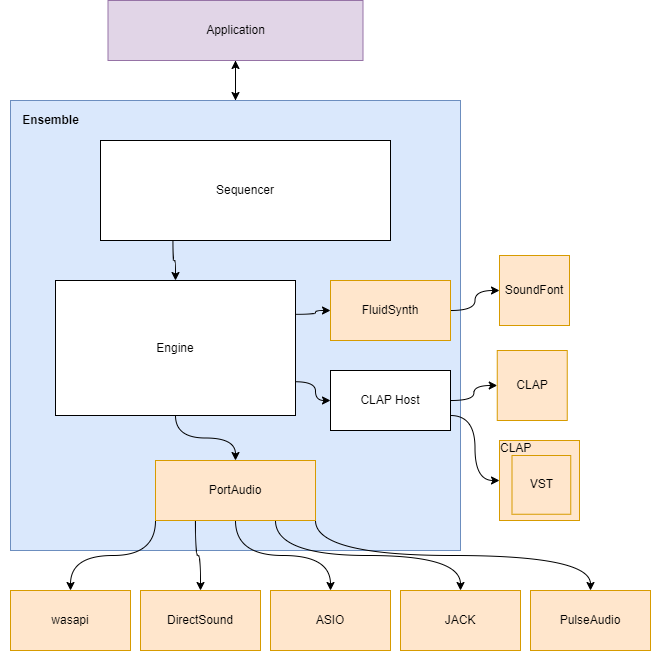 Application
Ensemble
Sequencer
Engine
FluidSynth
SoundFont
CLAP Host
CLAP
CLAP
VST
PortAudio
wasapi
DirectSound
ASIO
JACK
PulseAudio